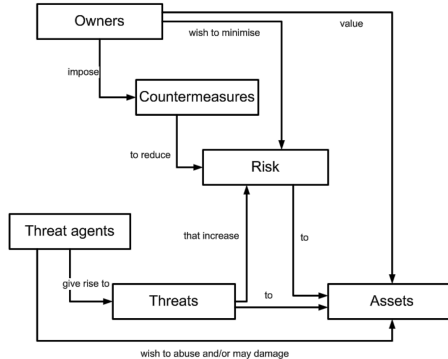 Owners
value
wish to minimise
impose
Countermeasures
to reduce
Risk
Threat agents
that increase
to
give rise to
Threats
to
Assets
wish to abuse and/or may damage